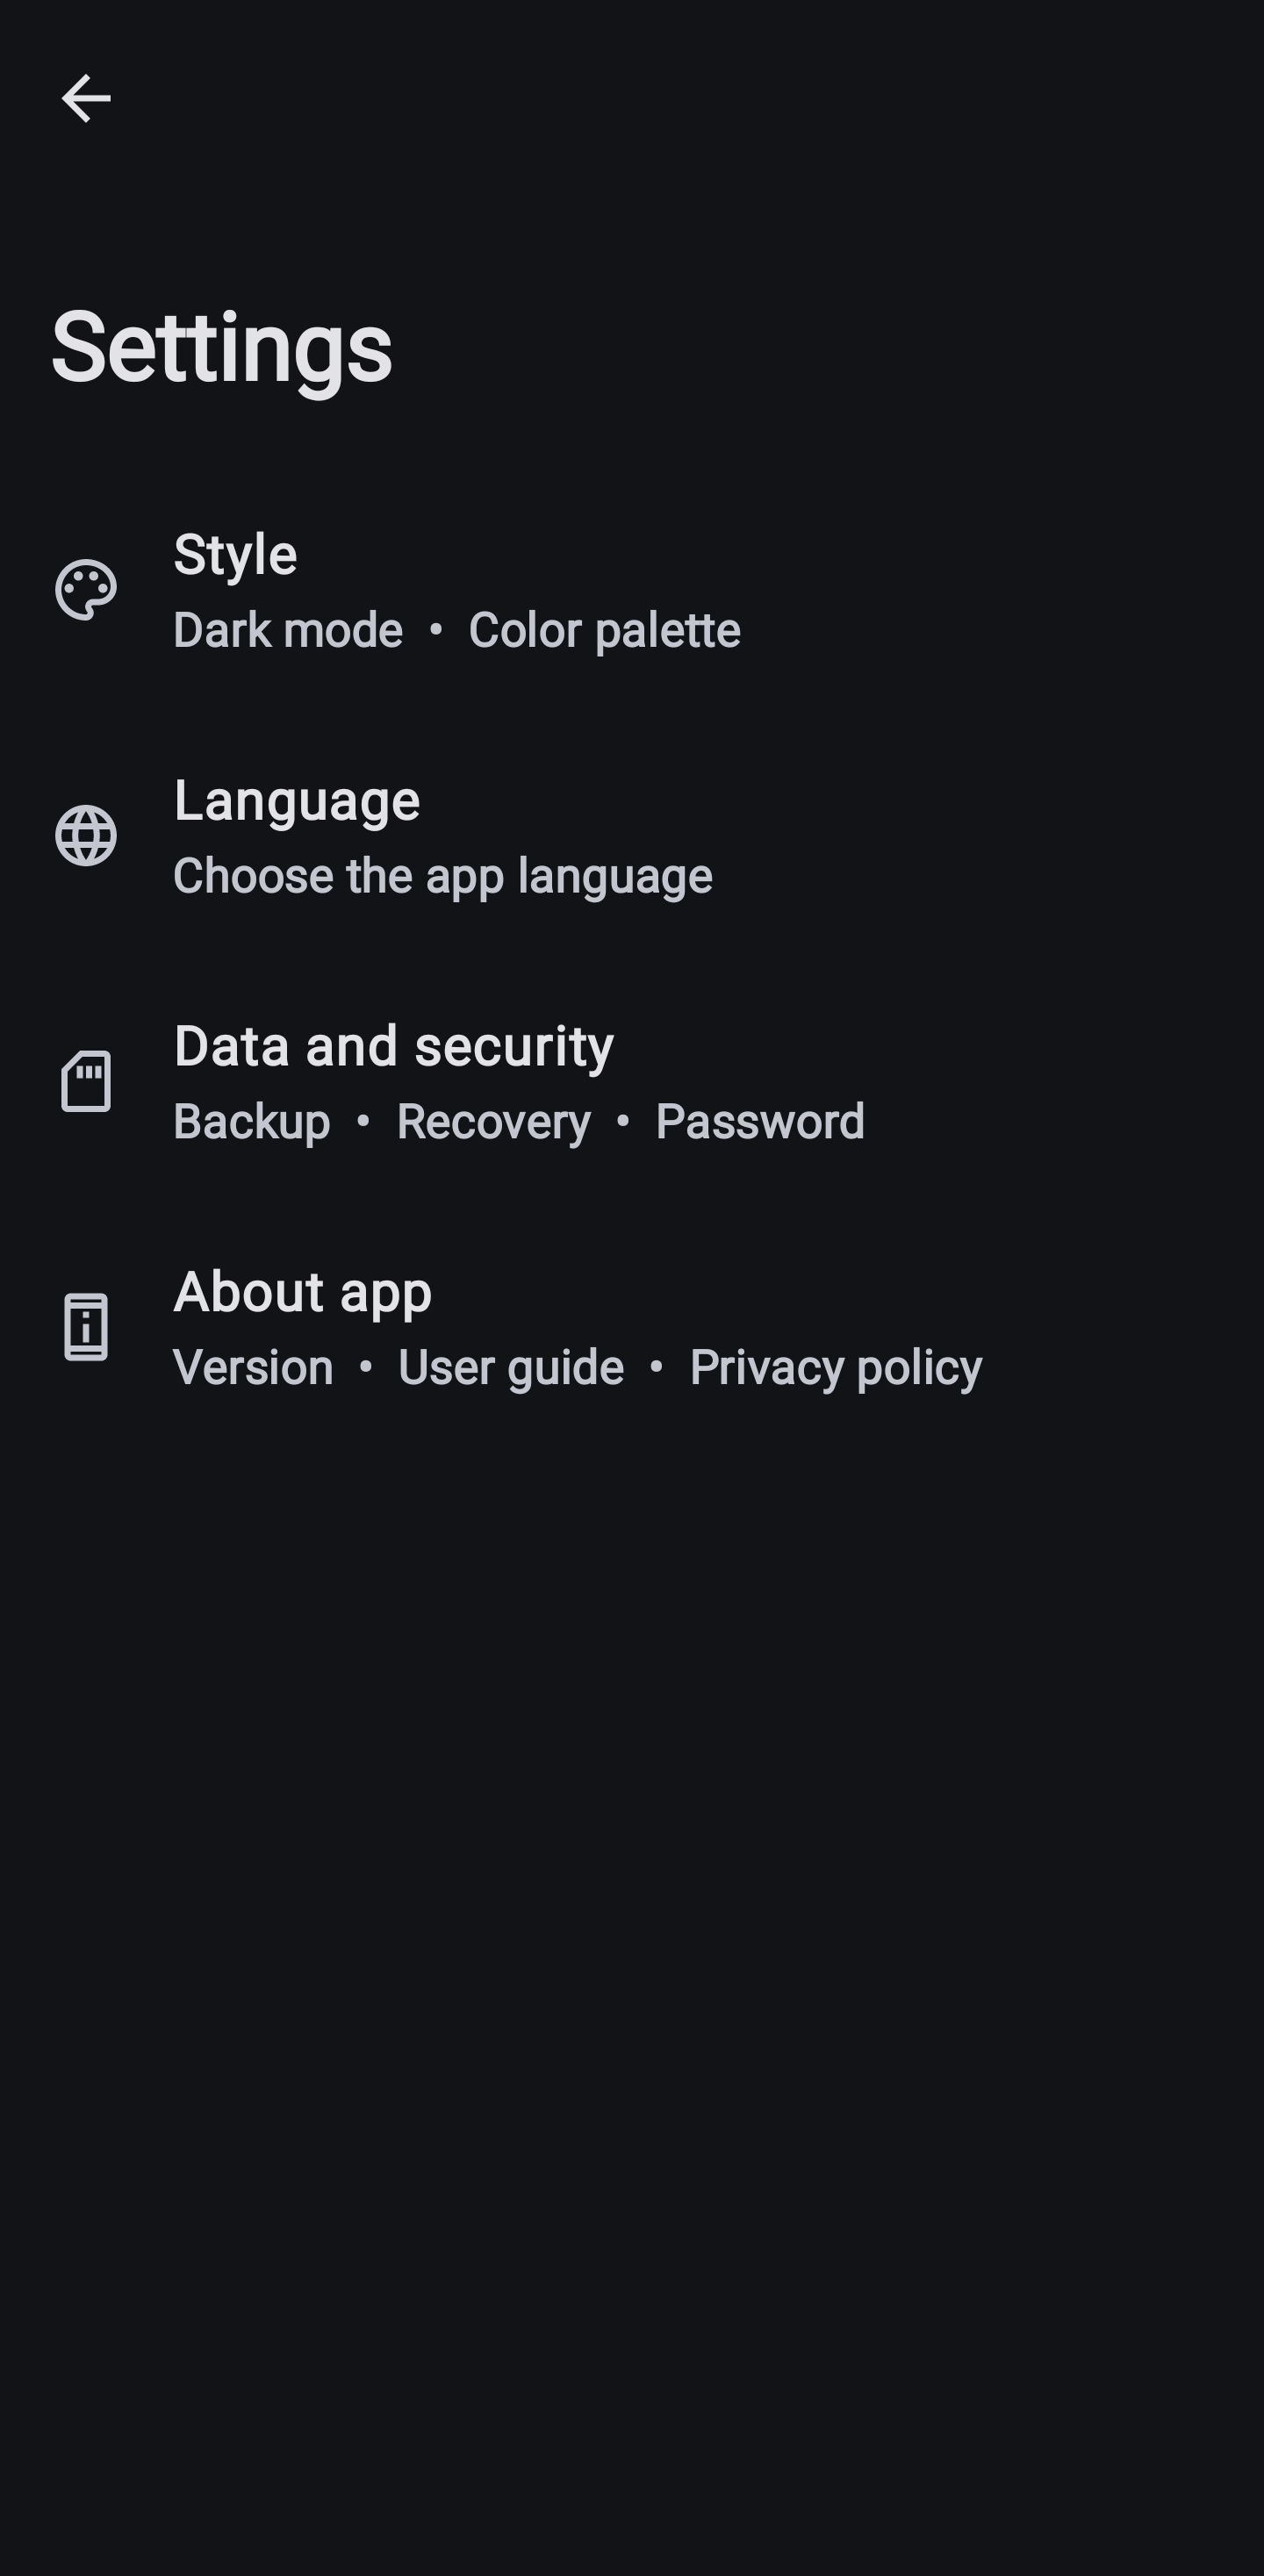 Settings
Style
Dark mode • Color palette
Language
Choose the app language
Data and security
Backup • Recovery • Password
About app
Version • User guide • Privacy policy